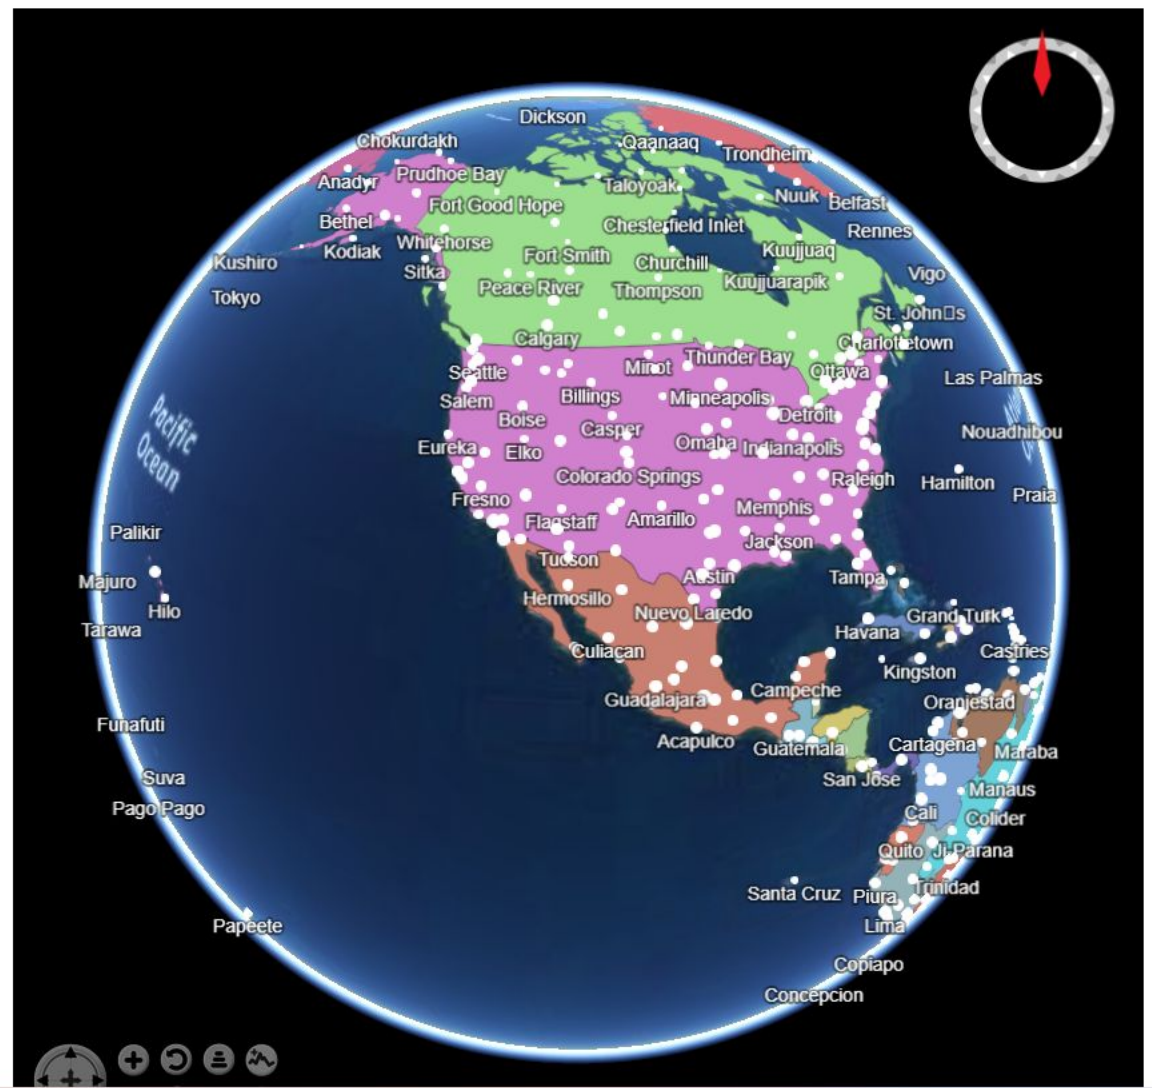 Dickson
Chokurdakh
Qaanaaq
Trondheim
Anadyr
Prudhoe Bay
Taloyoak
Nuuk
Belfast
Fort Good Hope
Bethel
Chesterfield Inlet
Rennes
Whitehorse
Kodiak
Kuujjuaq
Fort Smith
Kushiro
Churchill
Sitka
Vigo
Peace River
Thompson
Kuujjuarapik
Tokyo
St. John□s
Calgary
Charlottetown
Thunder Bay
Minot
Seattle
Ottawa
Las Palmas
Billings
Minneapolis
Salem
Detroit
Boise
Pacific
Ocean
Casper
Nouadhibou
Omaha
Indianapolis
Eureka
Elko
Colorado Springs
Raleigh
Hamilton
Praia
Fresno
Memphis
Flagstaff
Amarillo
Palikir
Jackson
Tucson
Austin
Tampa
Majuro
Hermosillo
Hilo
Nuevo Laredo
Grand Turk
Tarawa
Havana
Culiacan
Castries
Kingston
Campeche
Guadalajara
Oranjestad
Funafuti
Acapulco
Guatemala
Cartagena
Maraba
Suva
San Jose
Manaus
Pago Pago
Cali
Colider
Quito
Ji-Parana
Trinidad
Santa Cruz
Piura
Papeete
Lima
Copiapo
Concepcion